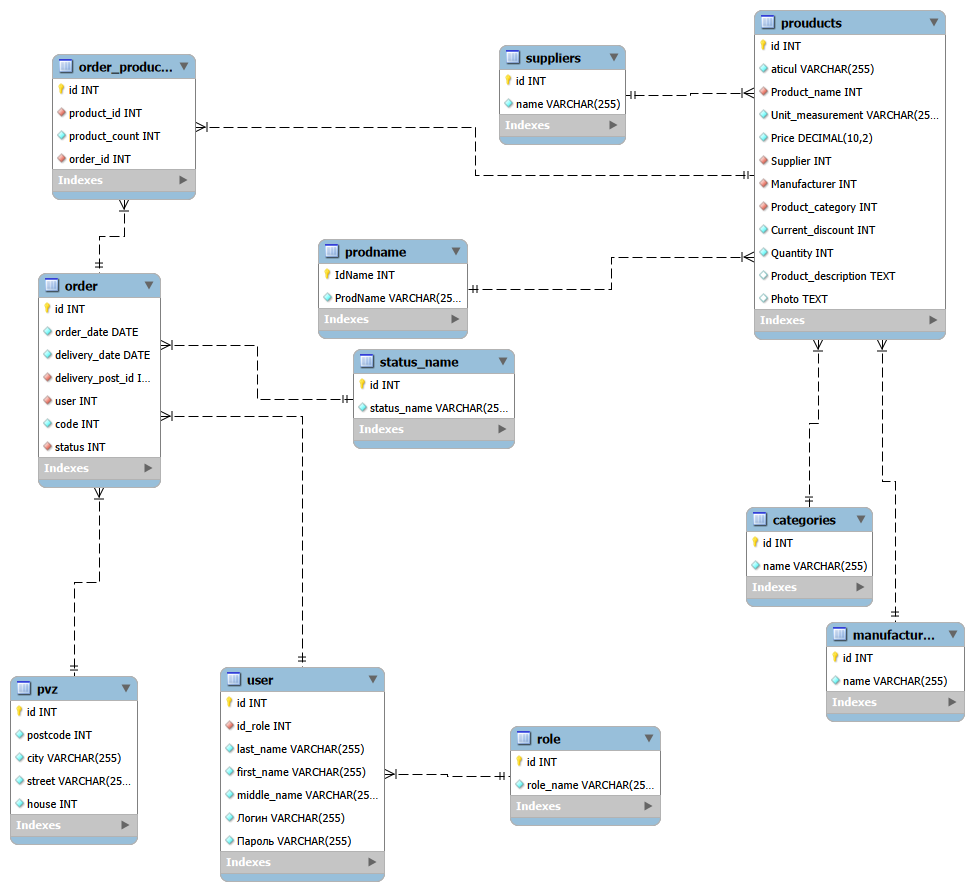 order_produc...
id INT
product_id INT
product_count INT
order_id INT
Indexes
suppliers
id INT
name VARCHAR(255)
Indexes
prouducts
id INT
aticul VARCHAR(255)
Product_name INT
Unit_measurement VARCHAR(25...
Price DECIMAL(10,2)
Supplier INT
Manufacturer INT
Product_category INT
Current_discount INT
Quantity INT
Product_description TEXT
Photo TEXT
Indexes
prodname
IdName INT
ProdName VARCHAR(25...
Indexes
order
id INT
order_date DATE
delivery_date DATE
delivery_post_id I...
user INT
code INT
status INT
Indexes
status_name
id INT
status_name VARCHAR(25...
Indexes
categories
id INT
name VARCHAR(255)
Indexes
manufactur...
id INT
name VARCHAR(255)
Indexes
pvz
id INT
postcode INT
city VARCHAR(255)
street VARCHAR(25...
house INT
Indexes
user
id INT
id_role INT
last_name VARCHAR(255)
first_name VARCHAR(255)
middle_name VARCHAR(25...
Логин VARCHAR(255)
Пароль VARCHAR(255)
Indexes
role
id INT
role_name VARCHAR(25...
Indexes